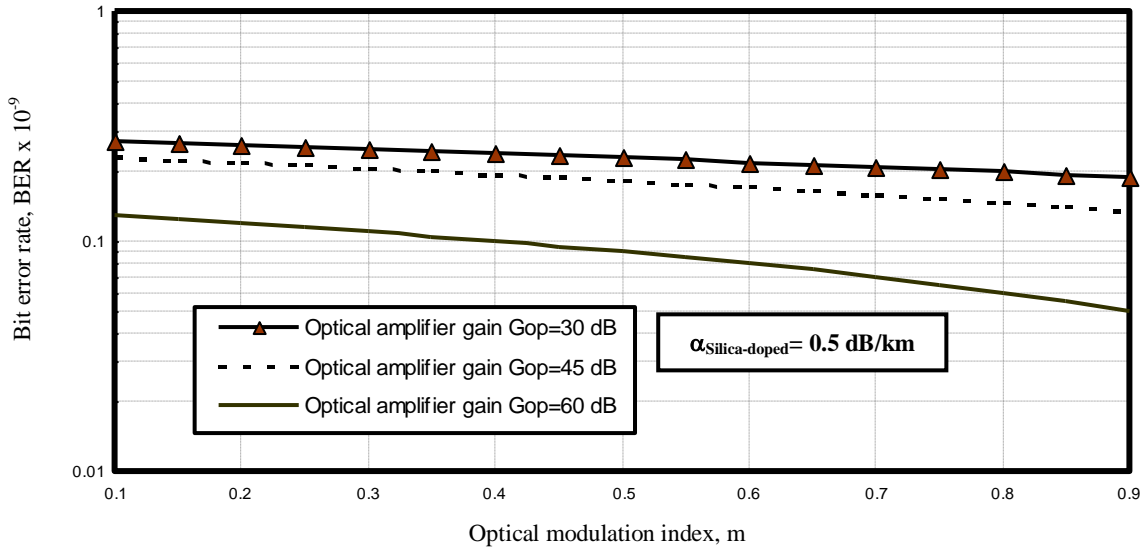 Bit error rate, BER x 10^-9
1
0.1
0.01
Optical amplifier gain Gop=30 dB
Optical amplifier gain Gop=45 dB
Optical amplifier gain Gop=60 dB
αSilica-doped= 0.5 dB/km
0.1 0.2 0.3 0.4 0.5 0.6 0.7 0.8 0.9
Optical modulation index, m